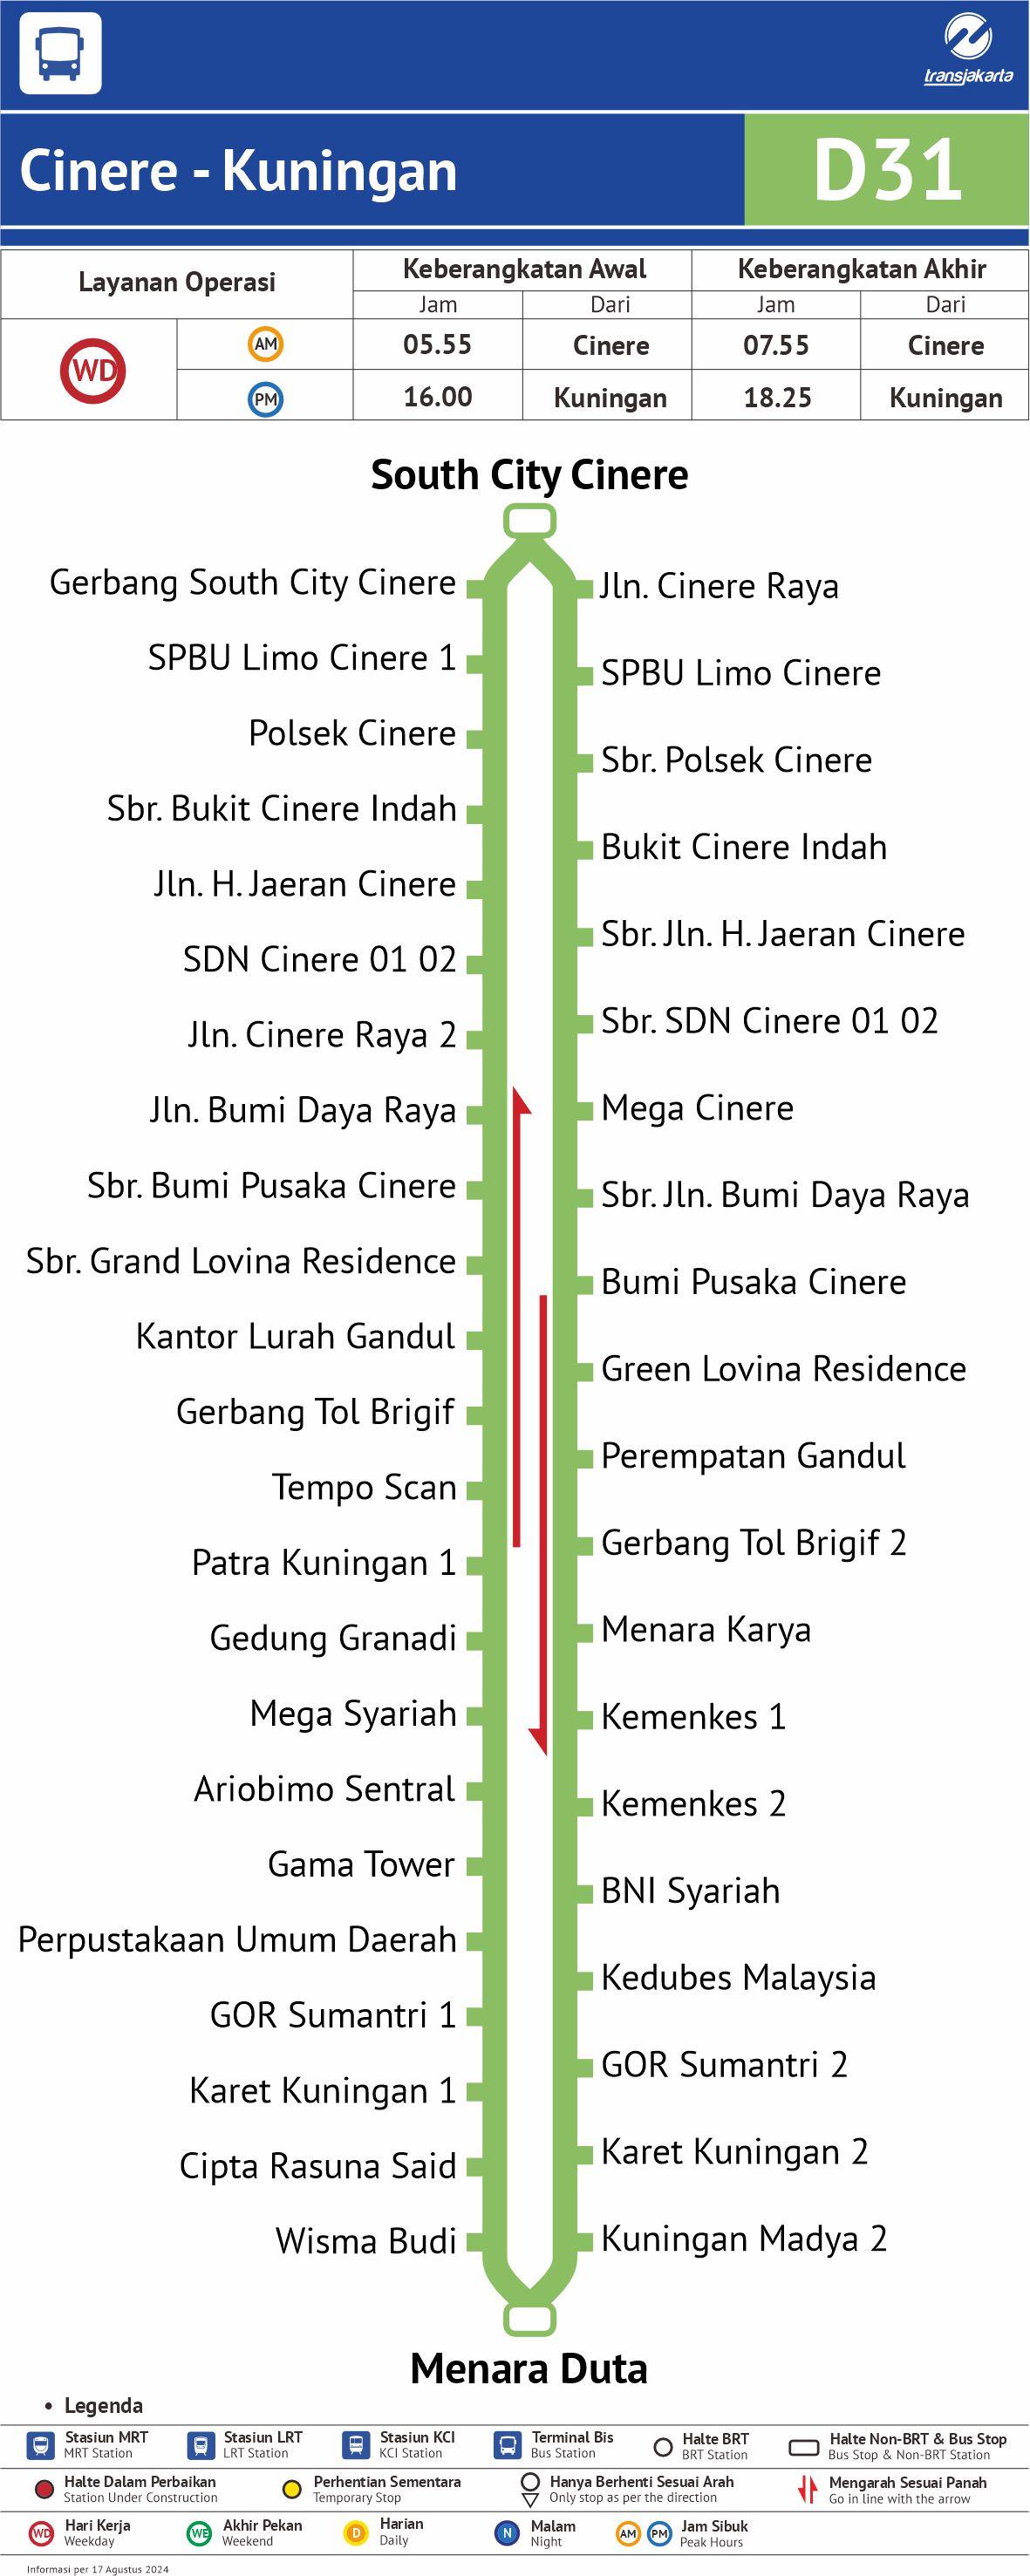 transjakarta
Cinere - Kuningan
D31
Layanan Operasi
Keberangkatan Awal
Keberangkatan Akhir
Jam
Dari
Jam
Dari
WD
AM
05.55
Cinere
07.55
Cinere
PM
16.00
Kuningan
18.25
Kuningan
South City Cinere
Gerbang South City Cinere
SPBU Limo Cinere 1
Polsek Cinere
Sbr. Bukit Cinere Indah
Jln. H. Jaeran Cinere
SDN Cinere 01 02
Jln. Cinere Raya 2
Jln. Bumi Daya Raya
Sbr. Bumi Pusaka Cinere
Sbr. Grand Lovina Residence
Kantor Lurah Gandul
Gerbang Tol Brigif
Tempo Scan
Patra Kuningan 1
Gedung Granadi
Mega Syariah
Ariobimo Sentral
Gama Tower
Perpustakaan Umum Daerah
GOR Sumantri 1
Karet Kuningan 1
Cipta Rasuna Said
Wisma Budi
Jln. Cinere Raya
SPBU Limo Cinere
Sbr. Polsek Cinere
Bukit Cinere Indah
Sbr. Jln. H. Jaeran Cinere
Sbr. SDN Cinere 01 02
Mega Cinere
Sbr. Jln. Bumi Daya Raya
Bumi Pusaka Cinere
Green Lovina Residence
Perempatan Gandul
Gerbang Tol Brigif 2
Menara Karya
Kemenkes 1
Kemenkes 2
BNI Syariah
Kedubes Malaysia
GOR Sumantri 2
Karet Kuningan 2
Kuningan Madya 2
Menara Duta
• Legenda
Stasiun MRT
MRT Station
Stasiun LRT
LRT Station
Stasiun KCI
KCI Station
Terminal Bis
Bus Station
Halte BRT
BRT Station
Halte Non-BRT & Bus Stop
Bus Stop & Non-BRT Station
Halte Dalam Perbaikan
Station Under Construction
Perhentian Sementara
Temporary Stop
Hanya Berhenti Sesuai Arah
Only stop as per the direction
Mengarah Sesuai Panah
Go in line with the arrow
WD
Hari Kerja
Weekday
WE
Akhir Pekan
Weekend
D
Harian
Daily
N
Malam
Night
AM
PM
Jam Sibuk
Peak Hours
Informasi per 17 Agustus 2024